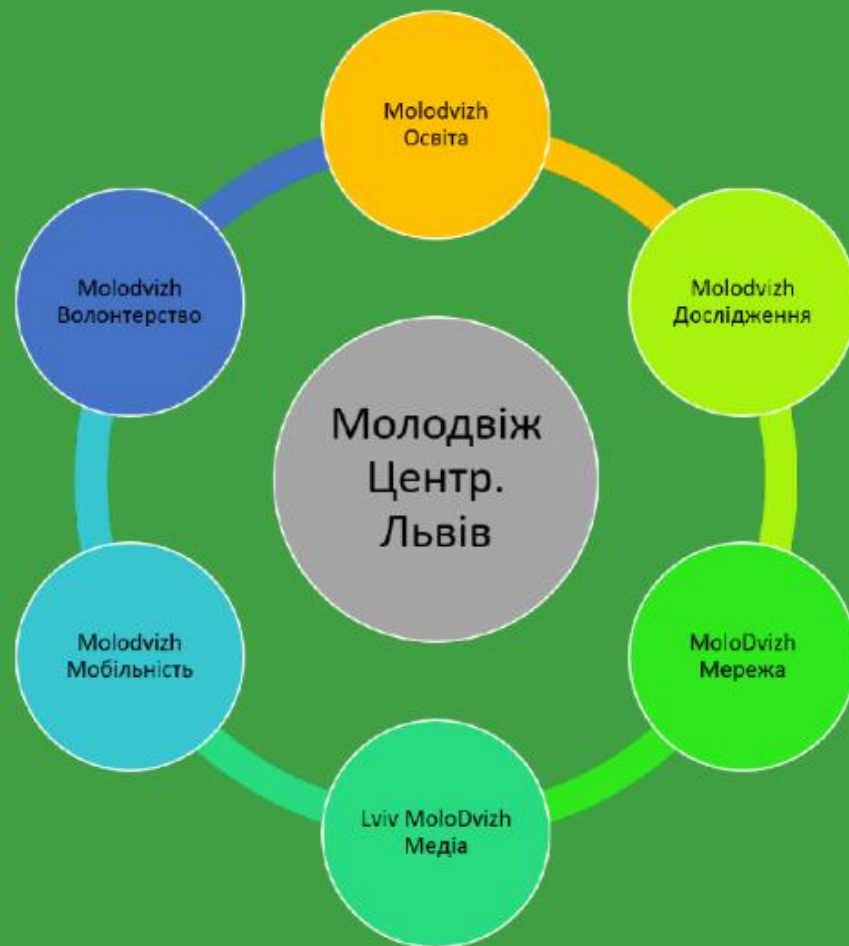 Molodvizh
Освіта
Molodvizh
Дослідження
MoloDvizh
Мережа
Lviv MoloDvizh
Медіа
Molodvizh
Мобільність
Molodvizh
Волонтерство
Молодвіж
Центр.
Львів